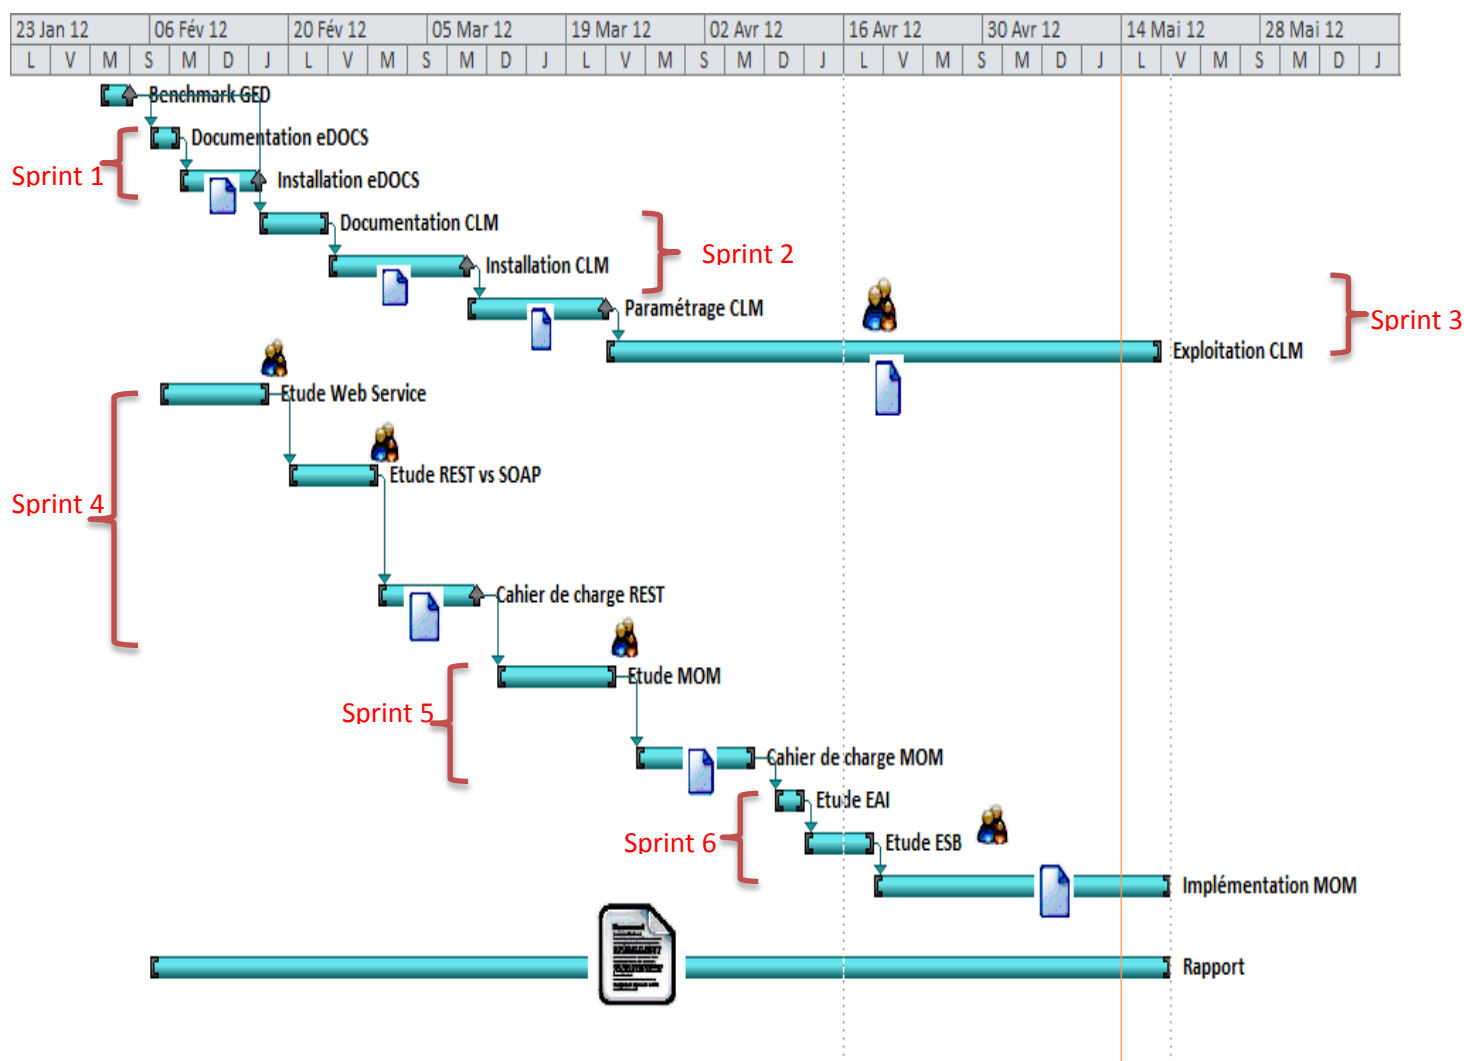 23 Jan 12 06 Fév 12 20 Fév 12 05 Mar 12 19 Mar 12 02 Avr 12 16 Avr 12 30 Avr 12 14 Mai 12 28 Mai 12
L V M S M D J L V M S M D J L V M S M D J L V M S M D J L V M S M D J
Benchmark GED
Documentation eDOCS
Sprint 1
Installation eDOCS
Documentation CLM
Sprint 2
Installation CLM
Paramétrage CLM
Sprint 3
Exploitation CLM
Etude Web Service
Etude REST vs SOAP
Sprint 4
Cahier de charge REST
Etude MOM
Sprint 5
Cahier de charge MOM
Etude EAI
Sprint 6
Etude ESB
Implémentation MOM
Rapport